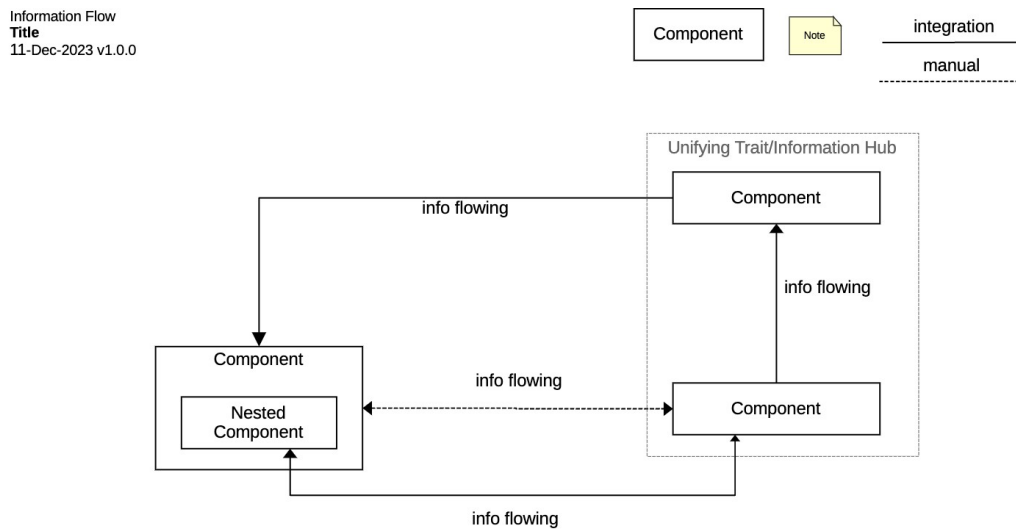 Information Flow
Title
11-Dec-2023 v1.0.0
Component
Note
integration
manual
Unifying Trait/Information Hub
Component
info flowing
info flowing
Component
info flowing
Nested
Component
Component
info flowing